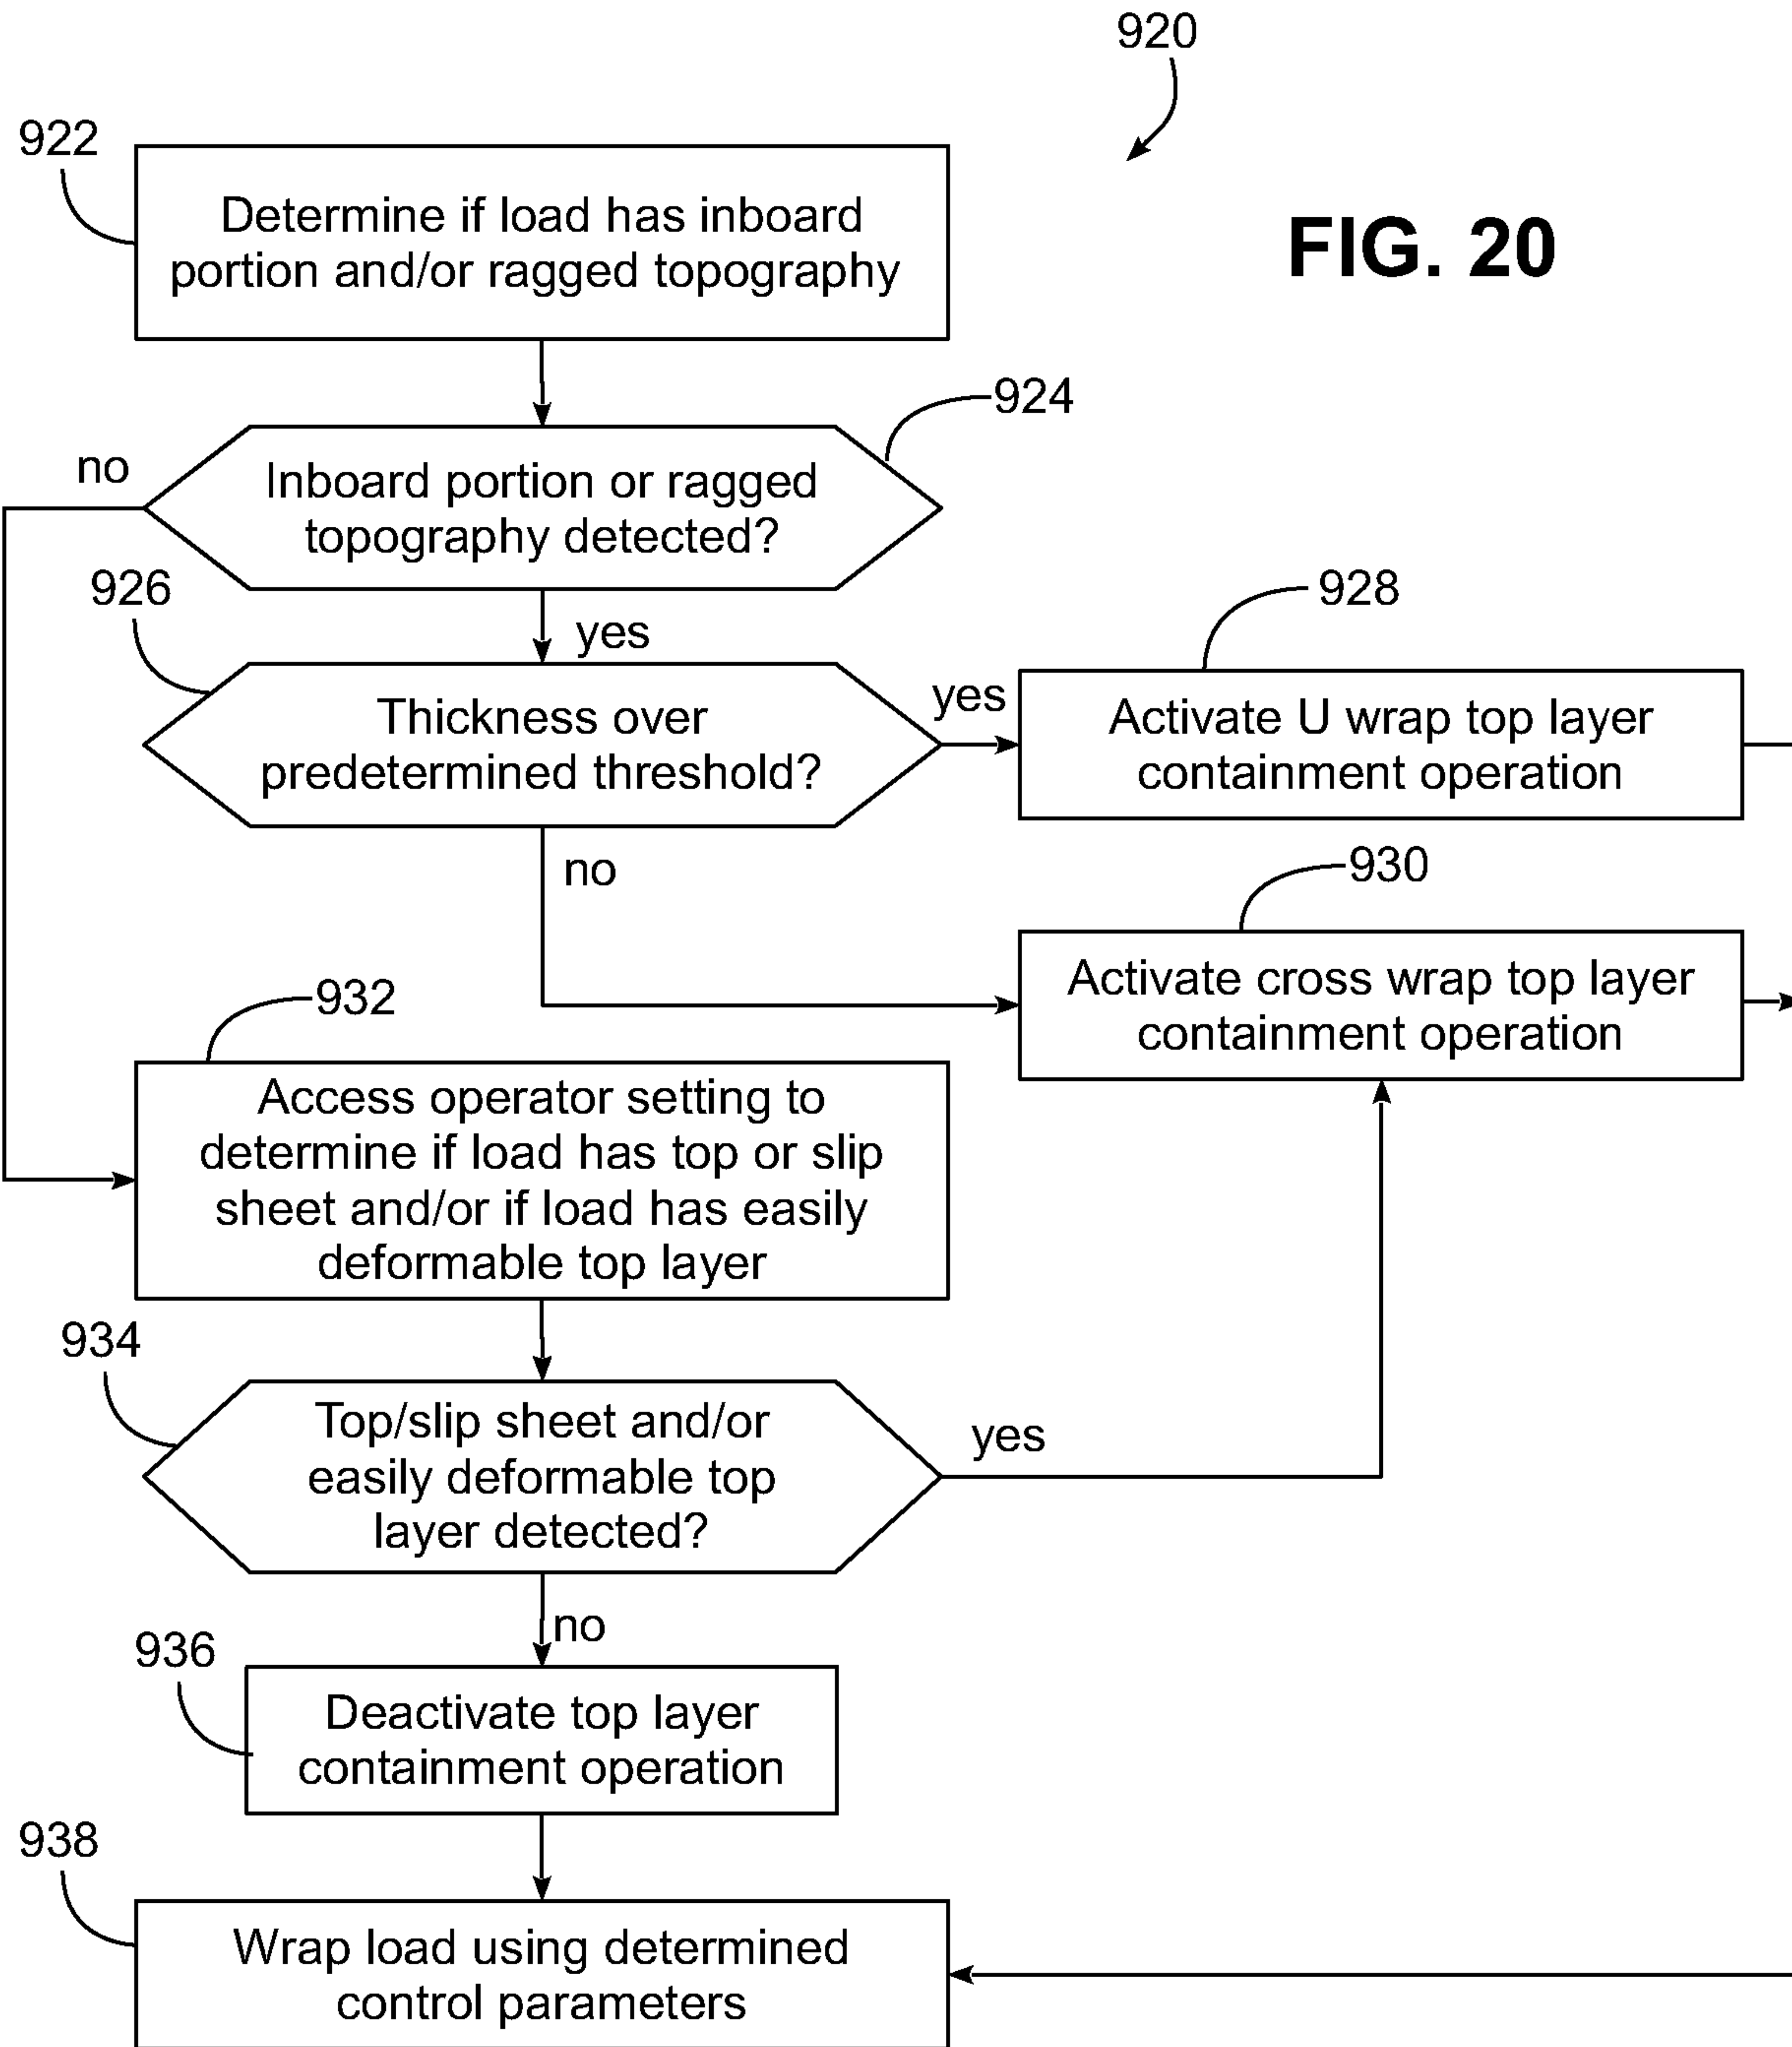 920
FIG. 20
922
Determine if load has inboard
portion and/or ragged topography
924
no
Inboard portion or ragged
topography detected?
926
yes
928
Thickness over
predetermined threshold?
yes
Activate U wrap top layer
containment operation
no
930
Activate cross wrap top layer
containment operation
932
Access operator setting to
determine if load has top or slip
sheet and/or if load has easily
deformable top layer
934
Top/slip sheet and/or
easily deformable top
layer detected?
yes
no
936
Deactivate top layer
containment operation
938
Wrap load using determined
control parameters